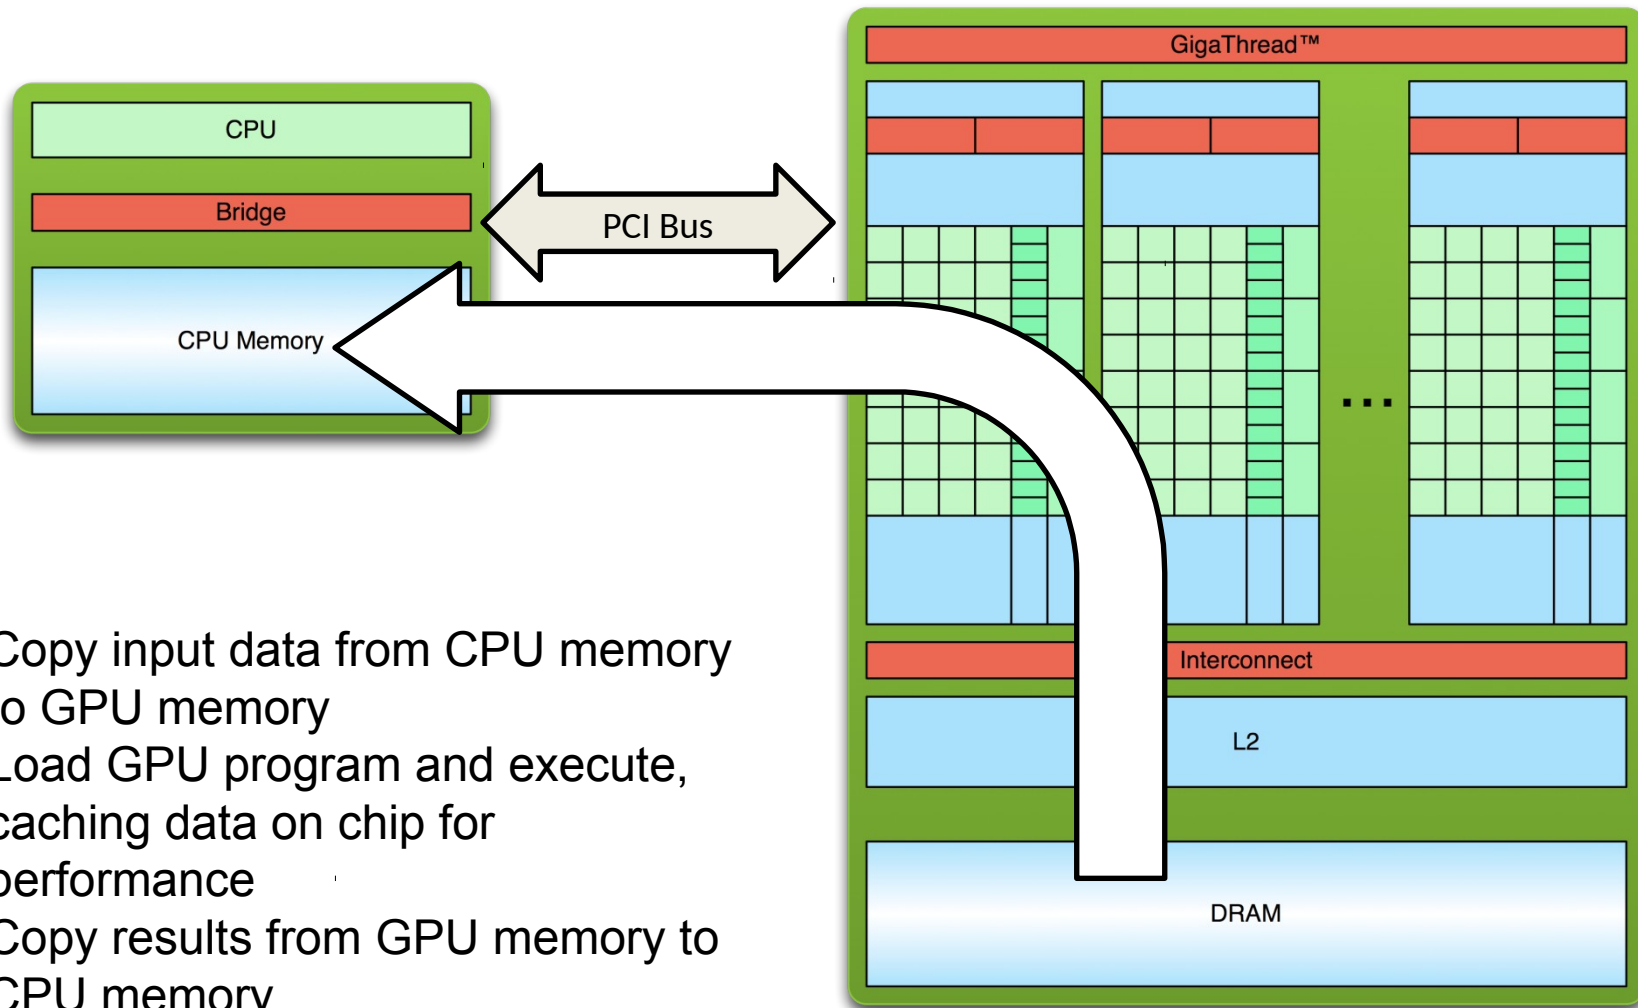 GigaThread™
CPU
Bridge
PCI Bus
CPU Memory
...
Copy input data from CPU memory
to GPU memory
Load GPU program and execute,
caching data on chip for
performance
Copy results from GPU memory to
CPU memory
Interconnect
L2
DRAM